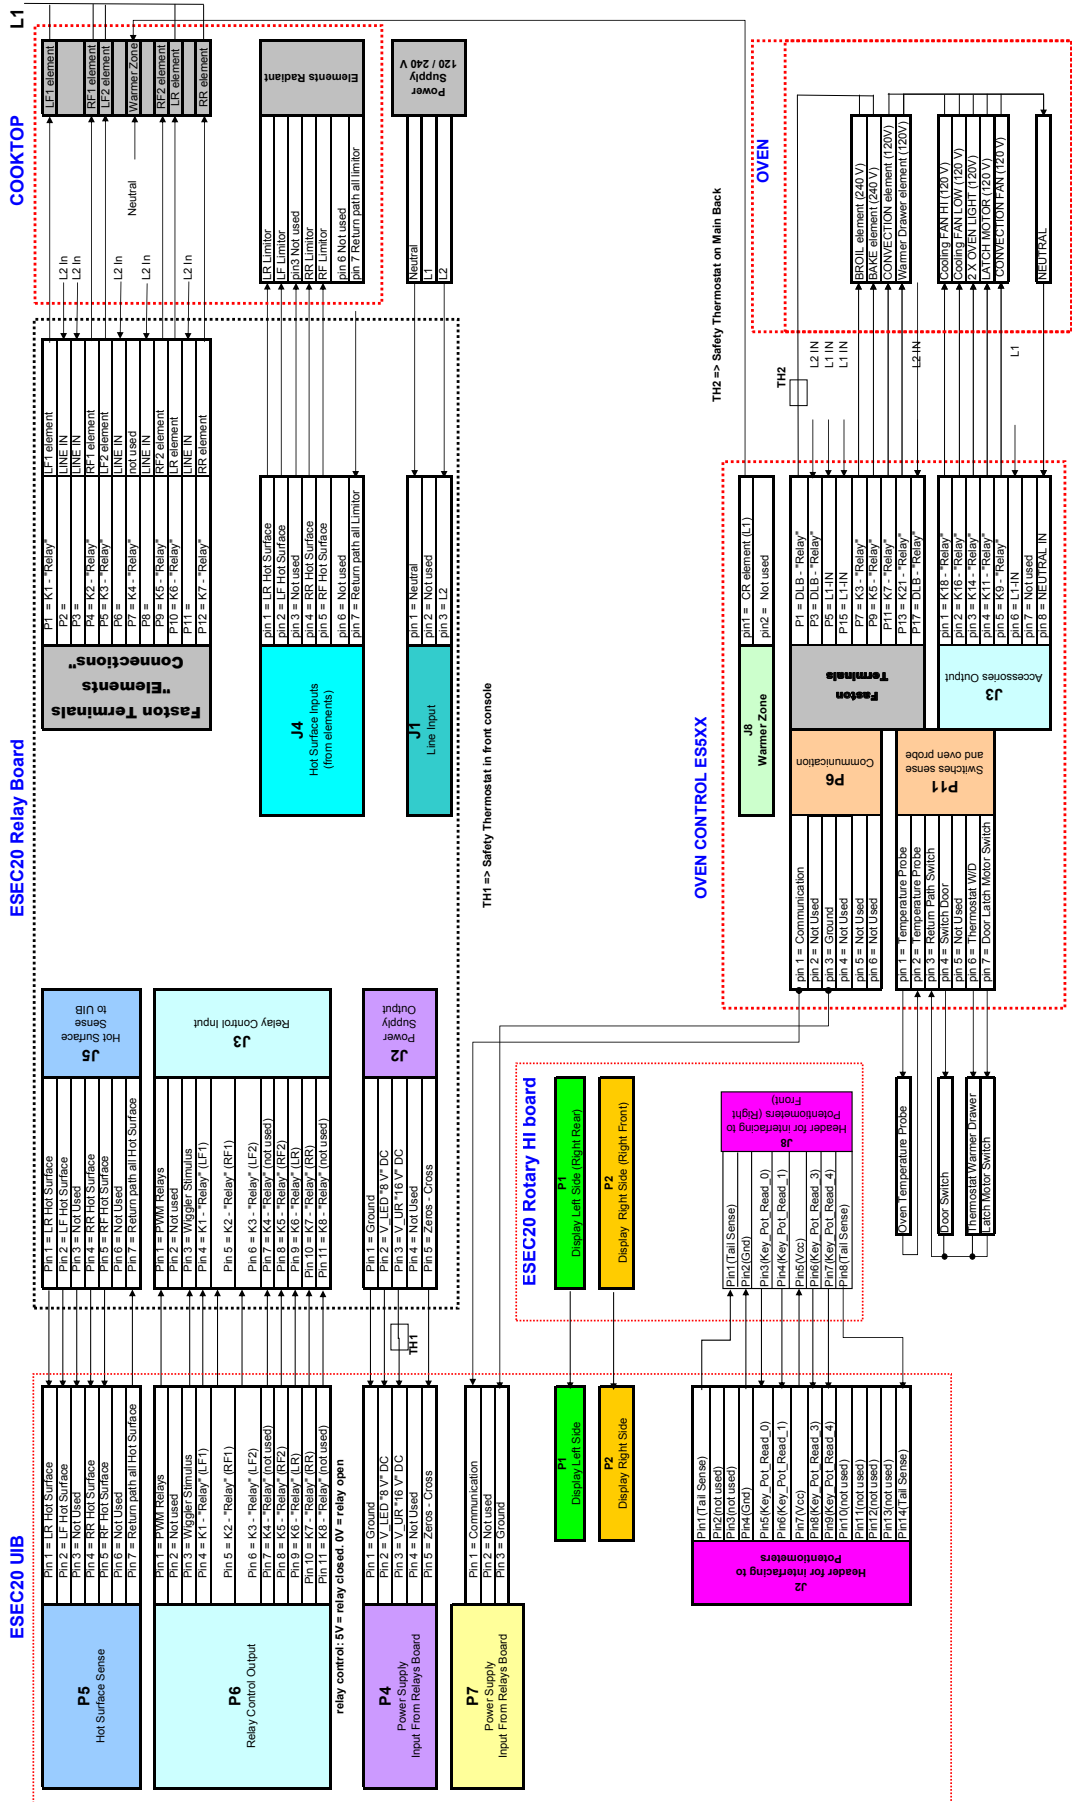 ESEC20 UIB
P5
Hot Surface Sense
Pin 1 = LR Hot Surface
Pin 2 = LF Hot Surface
Pin 3 = Not Used
Pin 4 = RR Hot Surface
Pin 5 = RF Hot Surface
Pin 6 = Not Used
Pin 7 = Return path all Hot Surface
P6
Relay Control Output
Pin 1 = PWM Relays
Pin 2 = Not used
Pin 3 = Wiggler Stimulus
Pin 4 = K1 - "Relay" (LF1)
Pin 5 = K2 - "Relay" (RF1)
Pin 6 = K3 - "Relay" (LF2)
Pin 7 = K4 - "Relay" (not used)
Pin 8 = K5 - "Relay" (RF2)
Pin 9 = K6 - "Relay" (LR)
Pin 10 = K7 - "Relay" (RR)
Pin 11 = K8 - "Relay" (not used)
relay control: 5V = relay closed. 0V = relay open
P4
Power Supply
Input From Relays Board
Pin 1 = Ground
Pin 2 = V_LED "8 V" DC
Pin 3 = V_UR "16 V" DC
Pin 4 = Not Used
Pin 5 = Zeros - Cross
P7
Power Supply
Input From Relays Board
Pin 1 = Communication
Pin 2 = Not used
Pin 3 = Ground
P1
Display Left Side
P2
Display Right Side
J2
Header for interfacing to
Potentiometers
Pin1(Tail Sense)
Pin2(not used)
Pin3(not used)
Pin4(Gnd)
Pin5(Key_Pot_Read_0)
Pin6(Key_Pot_Read_1)
Pin7(Vcc)
Pin8(Key_Pot_Read_3)
Pin9(Key_Pot_Read_4)
Pin10(not used)
Pin11(not used)
Pin12(not used)
Pin13(not used)
Pin14(Tail Sense)
ESEC20 Relay Board
Pin 1 = LR Hot Surface
Pin 2 = LF Hot Surface
Pin 3 = Not Used
Pin 4 = RR Hot Surface
Pin 5 = RF Hot Surface
Pin 6 = Not Used
Pin 7 = Return path all Hot Surface
J5
Hot Surface
Sense
to UIB
Pin 1 = PWM Relays
Pin 2 = Not used
Pin 3 = Wiggler Stimulus
Pin 4 = K1 - "Relay" (LF1)
Pin 5 = K2 - "Relay" (RF1)
Pin 6 = K3 - "Relay" (LF2)
Pin 7 = K4 - "Relay" (not used)
Pin 8 = K5 - "Relay" (RF2)
Pin 9 = K6 - "Relay" (LR)
Pin 10 = K7 - "Relay" (RR)
Pin 11 = K8 - "Relay" (not used)
J3
Relay Control Input
TH1
Pin 1 = Ground
Pin 2 = V_LED "8 V" DC
Pin 3 = V_UR "16 V" DC
Pin 4 = Not Used
Pin 5 = Zeros - Cross
J2
Power
Supply
Output
Faston Terminals
"Elements
Connections"
P1 = K1 - "Relay"
P2 =
P3 =
P4 = K2 - "Relay"
P5 = K3 - "Relay"
P6 =
P7 = K4 - "Relay"
P8 =
P9 = K5 - "Relay"
P10 = K6 - "Relay"
P11 =
P12 = K7 - "Relay"
LF1 element
LINE IN
LINE IN
RF1 element
LF2 element
LINE IN
not used
LINE IN
RF2 element
LR element
LINE IN
RR element
J4
Hot Surface Inputs
(from elements)
pin 1 = LR Hot Surface
pin 2 = LF Hot Surface
pin 3 = Not used
pin 4 = RR Hot Surface
pin 5 = RF Hot Surface
pin 6 = Not used
pin 7 = Return path all Limitor
J1
Line Input
pin 1 = Neutral
pin 2 = Not used
pin 3 = L2
TH1 => Safety Thermostat in front console
COOKTOP
L1
L2 In
L2 In
L2 In
Neutral
L2 In
L2 In
LF1 element
RF1 element
LF2 element
Warmer Zone
RF2 element
LR element
RR element
LR Limitor
LF Limitor
pin3 Not used
RR Limitor
RF Limitor
pin 6 Not used
pin 7 Return path all limitor
Elements Radiant
Neutral
L1
L2
Power
Supply
120 / 240 V
ESEC20 Rotary HI board
P1
Display Left Side (Right Rear)
P2
Display Right Side (Right Front)
Pin1(Tail Sense)
Pin2(Gnd)
Pin3(Key_Pot_Read_0)
Pin4(Key_Pot_Read_1)
Pin5(Vcc)
Pin6(Key_Pot_Read_3)
Pin7(Key_Pot_Read_4)
Pin8(Tail Sense)
J8
Header for interfacing to
Potentiometers (Right
Front)
Oven Temperature Probe
Door Switch
Thermostat Warmer Drawer
Latch Motor Switch
OVEN CONTROL ES5XX
pin 1 = Communication
pin 2 = Not Used
pin 3 = Ground
pin 4 = Not Used
pin 5 = Not Used
pin 6 = Not Used
P6
Communication
pin 1 = Temperature Probe
pin 2 = Temperature Probe
pin 3 = Return Path Switch
pin 4 = Switch Door
pin 5 = Not Used
pin 6 = Thermostat W/D
pin 7 = Door Latch Motor Switch
P11
Switches sense
and oven probe
J8
Warmer Zone
pin1 = CR element (L1)
pin2 = Not used
Faston
Terminals
P1 = DLB - "Relay"
P3 = DLB - "Relay"
P5 = L1-IN
P15 = L1-IN
P7 = K3 - "Relay"
P9 = K5 - "Relay"
P11= K7 - "Relay"
P13 = K21 - "Relay"
P17 = DLB - "Relay"
J3
Accessories Output
pin 1 = K18 - "Relay"
pin 2 = K16 - "Relay"
pin 3 = K14 - "Relay"
pin 4 = K11 - "Relay"
pin 5 = K9 - "Relay"
pin 6 = L1-IN
pin 7 = Not used
pin 8 = NEUTRAL IN
TH2 => Safety Thermostat on Main Back
TH2
L2 IN
L1 IN
L1 IN
L2 IN
L1
OVEN
BROIL element (240 V)
BAKE element (240 V)
CONVECTION element (120V)
Warmer Drawer element (120V)
Cooling FAN HI (120 V)
Cooling FAN LOW (120 V)
2 X OVEN LIGHT (120V)
LATCH MOTOR (120 V)
CONVECTION FAN (120 V)
NEUTRAL